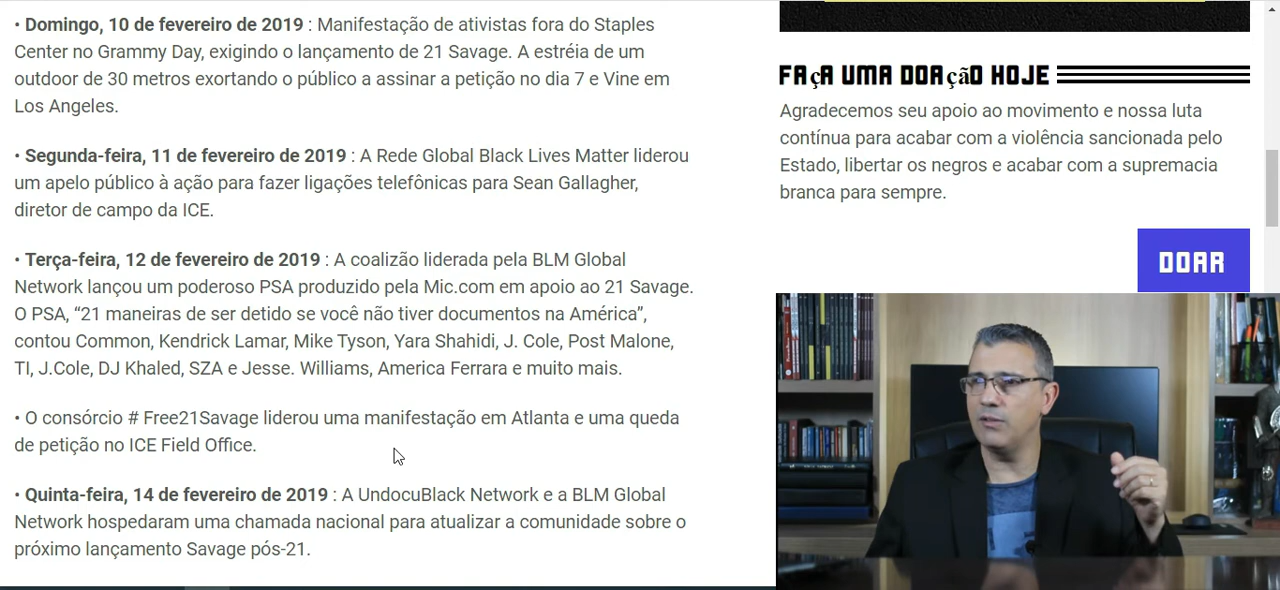 • Domingo, 10 de fevereiro de 2019 : Manifestação de ativistas fora do Staples
Center no Grammy Day, exigindo o lançamento de 21 Savage. A estréia de um
outdoor de 30 metros exortando o público a assinar a petição no dia 7 e Vine em
Los Angeles.
• Segunda-feira, 11 de fevereiro de 2019 : A Rede Global Black Lives Matter liderou
um apelo público à ação para fazer ligações telefônicas para Sean Gallagher,
diretor de campo da ICE.
• Terça-feira, 12 de fevereiro de 2019 : A coalizão liderada pela BLM Global
Network lançou um poderoso PSA produzido pela Mic.com em apoio ao 21 Savage.
O PSA, “21 maneiras de ser detido se você não tiver documentos na América”,
contou Common, Kendrick Lamar, Mike Tyson, Yara Shahidi, J. Cole, Post Malone,
TI, J.Cole, DJ Khaled, SZA e Jesse. Williams, America Ferrara e muito mais.
• O consórcio # Free21Savage liderou uma manifestação em Atlanta e uma queda
de petição no ICE Field Office.
• Quinta-feira, 14 de fevereiro de 2019 : A UndocuBlack Network e a BLM Global
Network hospedaram uma chamada nacional para atualizar a comunidade sobre o
próximo lançamento Savage pós-21.
FAçA UMA DOAçãO HOJE
Agradecemos seu apoio ao movimento e nossa luta
contínua para acabar com a violência sancionada pelo
Estado, libertar os negros e acabar com a supremacia
branca para sempre.
DOAR